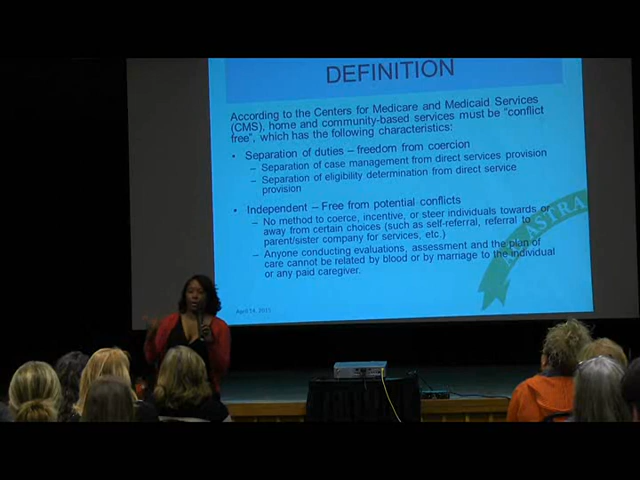 DEFINITION
According to the Centers for Medicare and Medicaid Services
(CMS), home and community-based services must be "conflict
free", which has the following characteristics:
• Separation of duties – freedom from coercion
– Separation of case management from direct services provision
– Separation of eligibility determination from direct service
provision
• Independent – Free from potential conflicts
– No method to coerce, incentive, or steer individuals towards or
away from certain choices (such as self-referral, referral to
parent/sister company for services, etc.)
– Anyone conducting evaluations, assessment and the plan of
care cannot be related by blood or by marriage to the individual
or any paid caregiver.
ASTRA
April 14, 2015